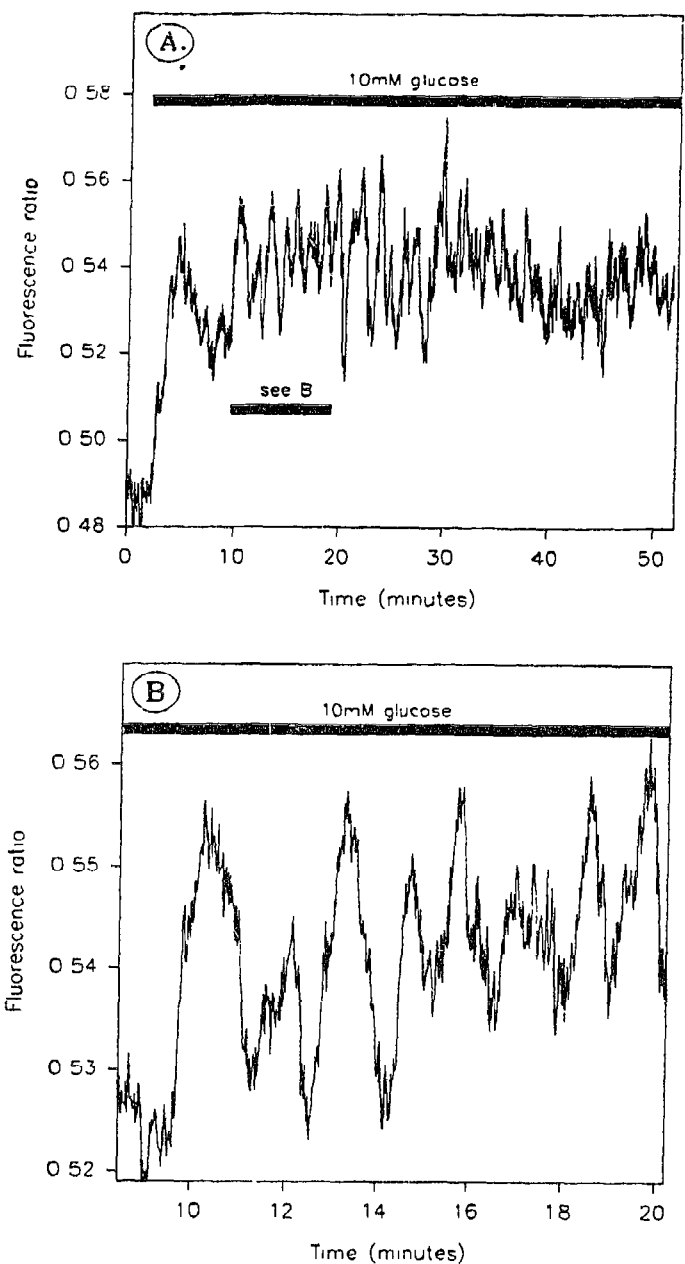 A.
10mM glucose
0 58
0 56
0 54
0 52
0 50
0 48
Fluorescence ratio
see B
0 10 20 30 40 50
Time (minutes)
B
10mM glucose
0 56
0 55
0 54
0 53
0 52
Fluorescence ratio
10 12 14 16 18 20
Time (minutes)